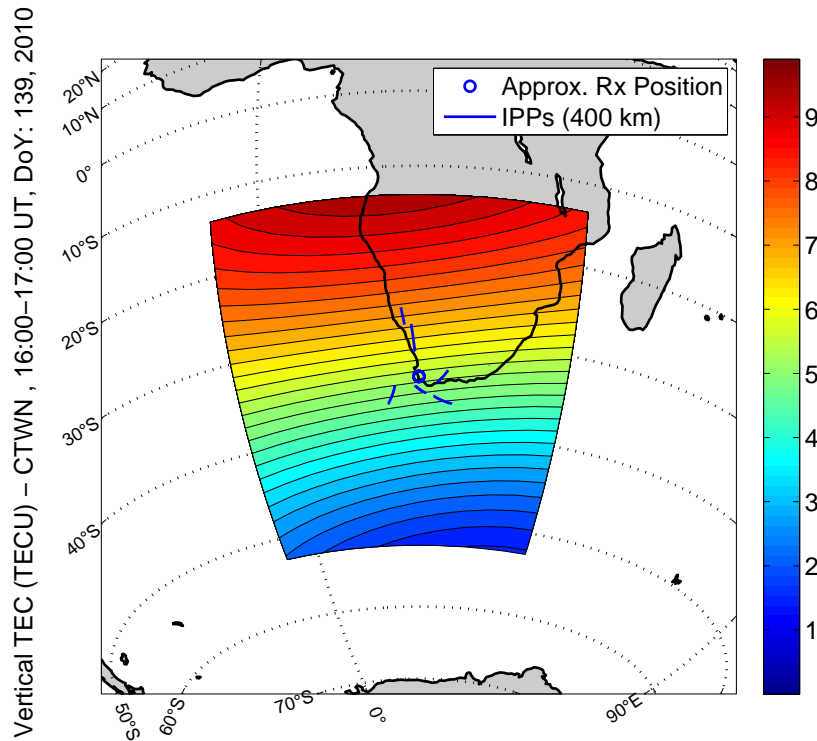 Vertical TEC (TECU) − CTWN , 16:00−17:00 UT, DoY: 139, 2010
Approx. Rx Position
IPPs (400 km)
20°N
10°N
0°
10°S
20°S
30°S
40°S
50°S
60°S
70°S
0°
90°E
9
8
7
6
5
4
3
2
1